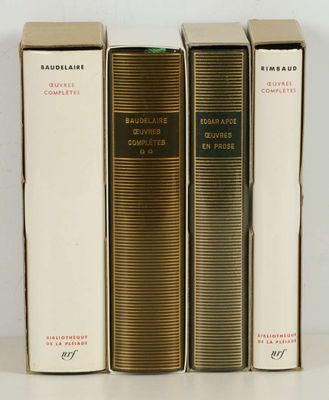 BAUDELAIRE
ŒUVRES
COMPLÈTES
BIBLIOTHÈQUE
DE LA PLÉIADE
nrf
BAUDELAIRE
ŒUVRES
COMPLÈTES
EDGAR A. POE
ŒUVRES
EN PROSE
RIMBAUD
ŒUVRES
COMPLÈTES
BIBLIOTHÈQUE
DE LA PLÉIADE
nrf